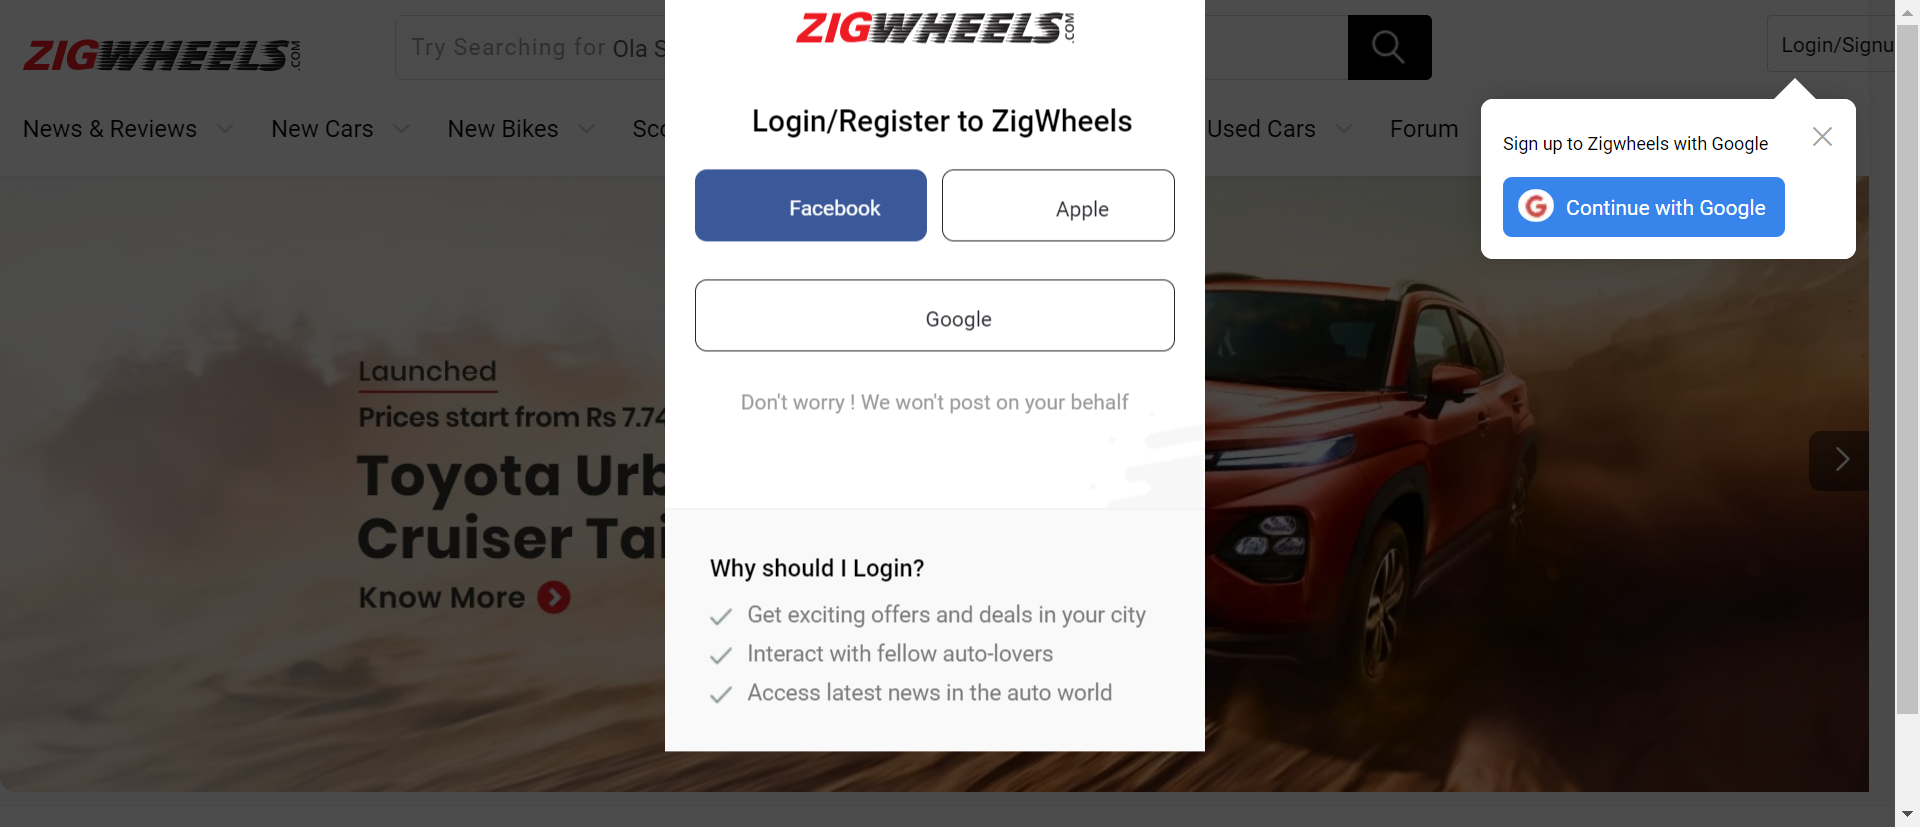 ZIGWHEELS.COM
Try Searching for Ola S
ZIGWHEELS.COM
Login/Signu
News & Reviews
New Cars
New Bikes
Sco
Used Cars
Forum
Login/Register to ZigWheels
Facebook
Apple
Google
Don't worry ! We won't post on your behalf
Sign up to Zigwheels with Google
Continue with Google
Launched
Prices start from Rs 7.74
Toyota Urb
Cruiser Tai
Know More
Why should I Login?
Get exciting offers and deals in your city
Interact with fellow auto-lovers
Access latest news in the auto world